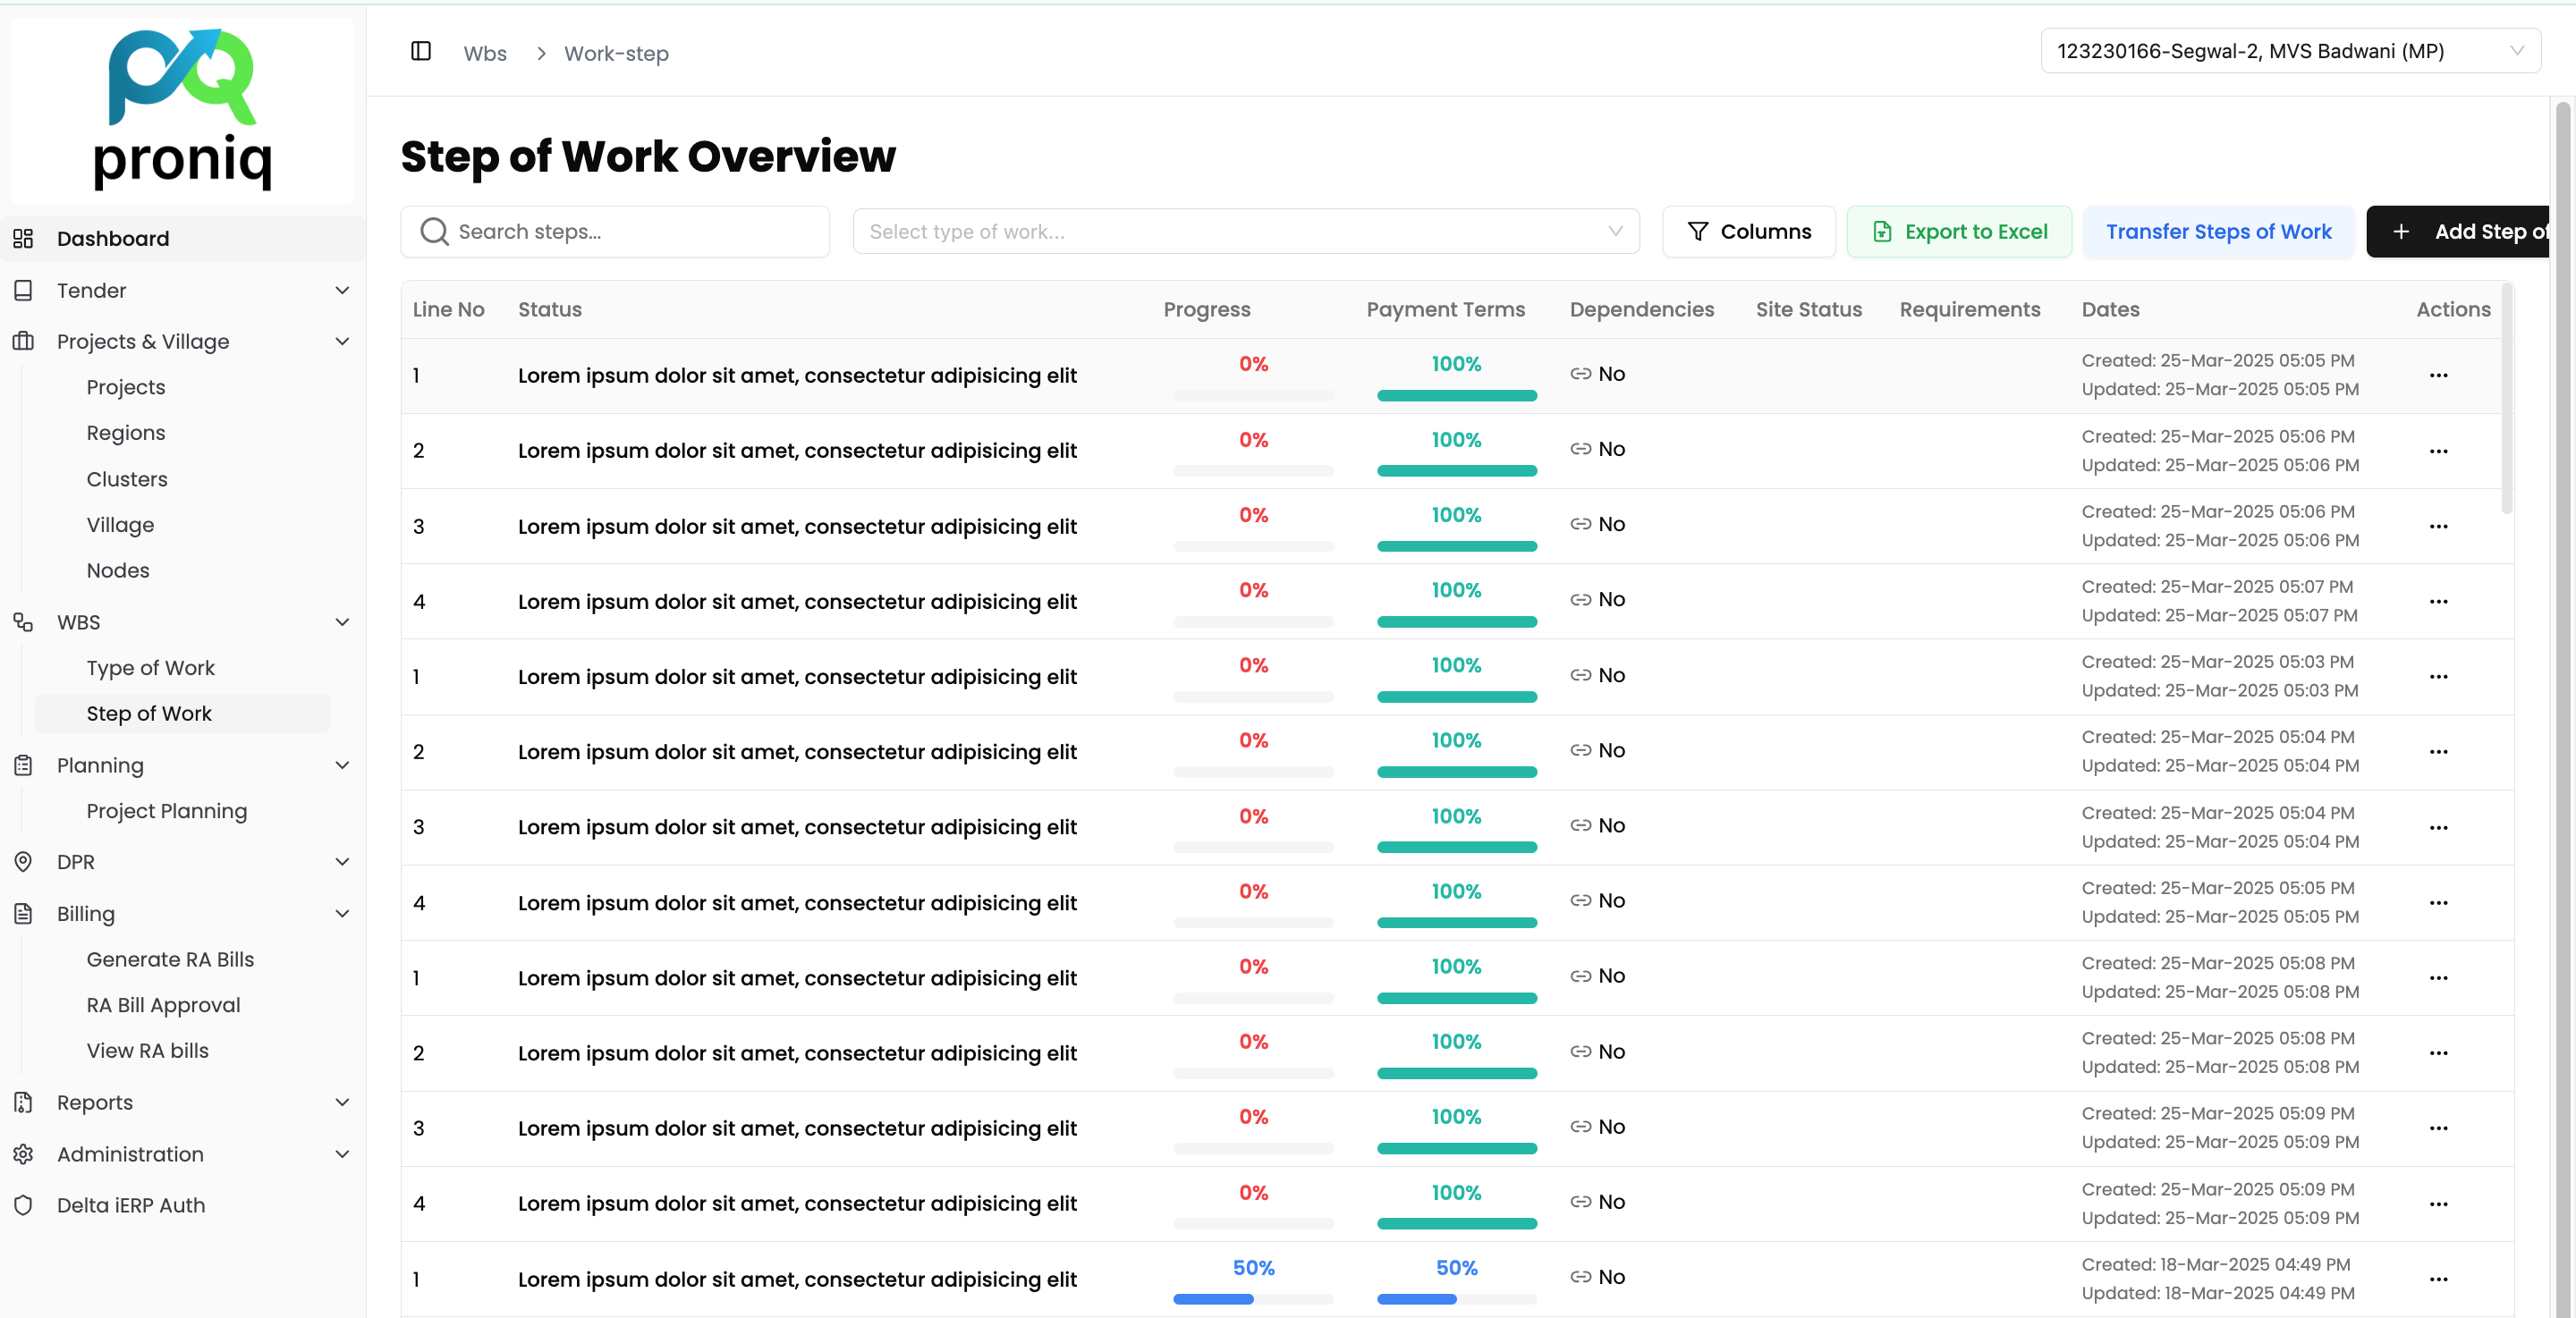 proniq
Dashboard
Tender
Projects & Village
Projects
Regions
Clusters
Village
Nodes
WBS
Type of Work
Step of Work
Planning
Project Planning
DPR
Billing
Generate RA Bills
RA Bill Approval
View RA bills
Reports
Administration
Delta iERP Auth
Wbs > Work-step
123230166-Segwal-2, MVS Badwani (MP)
Step of Work Overview
Search steps... Select type of work... Columns Export to Excel Transfer Steps of Work + Add Step of
Line No Status Progress Payment Terms Dependencies Site Status Requirements Dates Actions
1 Lorem ipsum dolor sit amet, consectetur adipisicing elit 0% 100% No Created: 25-Mar-2025 05:05 PM
Updated: 25-Mar-2025 05:05 PM
2 Lorem ipsum dolor sit amet, consectetur adipisicing elit 0% 100% No Created: 25-Mar-2025 05:06 PM
Updated: 25-Mar-2025 05:06 PM
3 Lorem ipsum dolor sit amet, consectetur adipisicing elit 0% 100% No Created: 25-Mar-2025 05:06 PM
Updated: 25-Mar-2025 05:06 PM
4 Lorem ipsum dolor sit amet, consectetur adipisicing elit 0% 100% No Created: 25-Mar-2025 05:07 PM
Updated: 25-Mar-2025 05:07 PM
1 Lorem ipsum dolor sit amet, consectetur adipisicing elit 0% 100% No Created: 25-Mar-2025 05:03 PM
Updated: 25-Mar-2025 05:03 PM
2 Lorem ipsum dolor sit amet, consectetur adipisicing elit 0% 100% No Created: 25-Mar-2025 05:04 PM
Updated: 25-Mar-2025 05:04 PM
3 Lorem ipsum dolor sit amet, consectetur adipisicing elit 0% 100% No Created: 25-Mar-2025 05:04 PM
Updated: 25-Mar-2025 05:04 PM
4 Lorem ipsum dolor sit amet, consectetur adipisicing elit 0% 100% No Created: 25-Mar-2025 05:05 PM
Updated: 25-Mar-2025 05:05 PM
1 Lorem ipsum dolor sit amet, consectetur adipisicing elit 0% 100% No Created: 25-Mar-2025 05:08 PM
Updated: 25-Mar-2025 05:08 PM
2 Lorem ipsum dolor sit amet, consectetur adipisicing elit 0% 100% No Created: 25-Mar-2025 05:08 PM
Updated: 25-Mar-2025 05:08 PM
3 Lorem ipsum dolor sit amet, consectetur adipisicing elit 0% 100% No Created: 25-Mar-2025 05:09 PM
Updated: 25-Mar-2025 05:09 PM
4 Lorem ipsum dolor sit amet, consectetur adipisicing elit 0% 100% No Created: 25-Mar-2025 05:09 PM
Updated: 25-Mar-2025 05:09 PM
1 Lorem ipsum dolor sit amet, consectetur adipisicing elit 50% 50% No Created: 18-Mar-2025 04:49 PM
Updated: 18-Mar-2025 04:49 PM